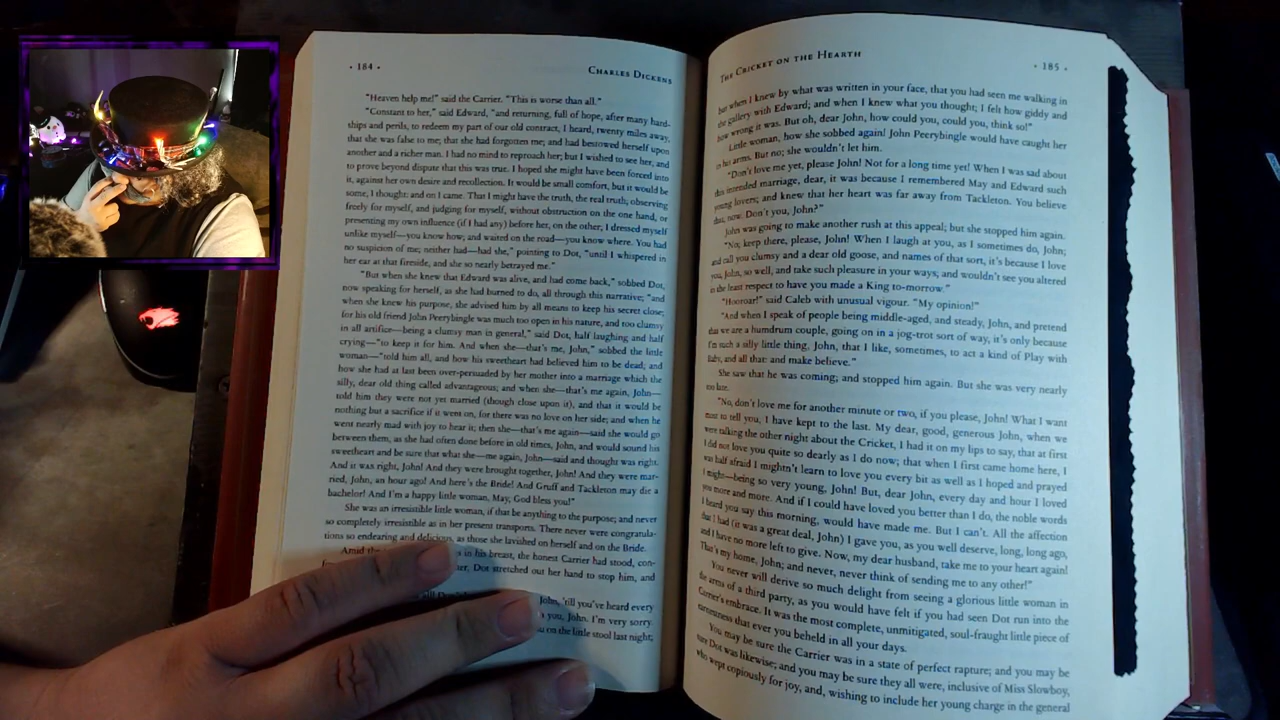 • 184 •
CHARLES DICKENS
"Heaven help me!" said the Carrier. "This is worse than all."
"Constant to her," said Edward, "and returning, full of hope, after many hard-
ships and perils, to redeem my part of our old contract, I heard, twenty miles away,
that she was false to me; that she had forgotten me; and had bestowed herself upon
another and a richer man. I had no mind to reproach her; but I wished to see her, and
to prove beyond dispute that this was true. I hoped she might have been forced into
it, against her own desire and recollection. It would be small comfort, but it would be
some, I thought: and on I came. That I might have the truth, the real truth; observing
freely for myself, and judging for myself, without obstruction on the one hand, or
presenting my own influence (if I had any) before her, on the other; I dressed myself
unlike myself—you know how; and waited on the road—you know where. You had
no suspicion of me; neither had—had she," pointing to Dot, "until I whispered in
her ear at that fireside, and she so nearly betrayed me."
"But when she knew that Edward was alive, and had come back," sobbed Dot,
now speaking for herself, as she had burned to do, all through this narrative; "and
when she knew his purpose, she advised him by all means to keep his secret close;
for his old friend John Peerybingle was much too open in his nature, and too clumsy
in all artifice—being a clumsy man in general," said Dot, half laughing and half
crying—"to keep it for him. And when she—that's me, John," sobbed the little
woman—"told him all, and how his sweetheart had believed him to be dead; and
how she had at last been over-persuaded by her mother into a marriage which the
silly, dear old thing called advantageous; and when she—that's me again, John—
told him they were not yet married (though close upon it), and that it would be
nothing but a sacrifice if it went on, for there was no love on her side; and when he
went nearly mad with joy to hear it; then she—that's me again—said she would go
between them, as she had often done before in old times, John, and would sound his
sweetheart and be sure that what she—me again, John—said and thought was right.
And it was right, John! And they were brought together, John! And they were mar-
ried, John, an hour ago! And here's the Bride! And Gruff and Tackleton may die a
bachelor! And I'm a happy little woman, May, God bless you!"
She was an irresistible little woman, if that be anything to the purpose; and never
so completely irresistible as in her present transports. There never were congratula-
tions so endearing and delicious, as those she lavished on herself and on the Bride.
Amid the in his breast, the honest Carrier had stood, con-
her, Dot stretched out her hand to stop him, and
John, 'till you've heard every
you, John. I'm very sorry.
on the little stool last night;
THE CRICKET ON THE HEARTH
• 185 •
but when I knew by what was written in your face, that you had seen me walking in
the gallery with Edward; and when I knew what you thought; I felt how giddy and
how wrong it was. But oh, dear John, how could you, could you, think so!"
Little woman, how she sobbed again! John Peerybingle would have caught her
in his arms. But no; she wouldn't let him.
"Don't love me yet, please John! Not for a long time yet! When I was sad about
this intended marriage, dear, it was because I remembered May and Edward such
young lovers; and knew that her heart was far away from Tackleton. You believe
that, now. Don't you, John?"
John was going to make another rush at this appeal; but she stopped him again.
"No; keep there, please, John! When I laugh at you, as I sometimes do, John;
and call you clumsy and a dear old goose, and names of that sort, it's because I love
you, John, so well, and take such pleasure in your ways; and wouldn't see you altered
in the least respect to have you made a King to-morrow."
"Hooroar!" said Caleb with unusual vigour. "My opinion!"
"And when I speak of people being middle-aged, and steady, John, and pretend
that we are a humdrum couple, going on in a jog-trot sort of way, it's only because
I'm such a silly little thing, John, that I like, sometimes, to act a kind of Play with
Baby, and all that: and make believe."
She saw that he was coming; and stopped him again. But she was very nearly
too late.
"No, don't love me for another minute or two, if you please, John! What I want
most to tell you, I have kept to the last. My dear, good, generous John, when we
were talking the other night about the Cricket, I had it on my lips to say, that at first
I did not love you quite so dearly as I do now; that when I first came home here, I
was half afraid I mightn't learn to love you every bit as well as I hoped and prayed
I might—being so very young, John! But, dear John, every day and hour I loved
you more and more. And if I could have loved you better than I do, the noble words
I heard you say this morning, would have made me. But I can't. All the affection
that I had (it was a great deal, John) I gave you, as you well deserve, long, long ago,
and I have no more left to give. Now, my dear husband, take me to your heart again!
That's my home, John; and never, never think of sending me to any other!"
You never will derive so much delight from seeing a glorious little woman in
the arms of a third party, as you would have felt if you had seen Dot run into the
Carrier's embrace. It was the most complete, unmitigated, soul-fraught little piece of
earnestness that ever you beheld in all your days.
You may be sure the Carrier was in a state of perfect rapture; and you may be
sure Dot was likewise; and you may be sure they all were, inclusive of Miss Slowboy,
who wept copiously for joy, and, wishing to include her young charge in the general